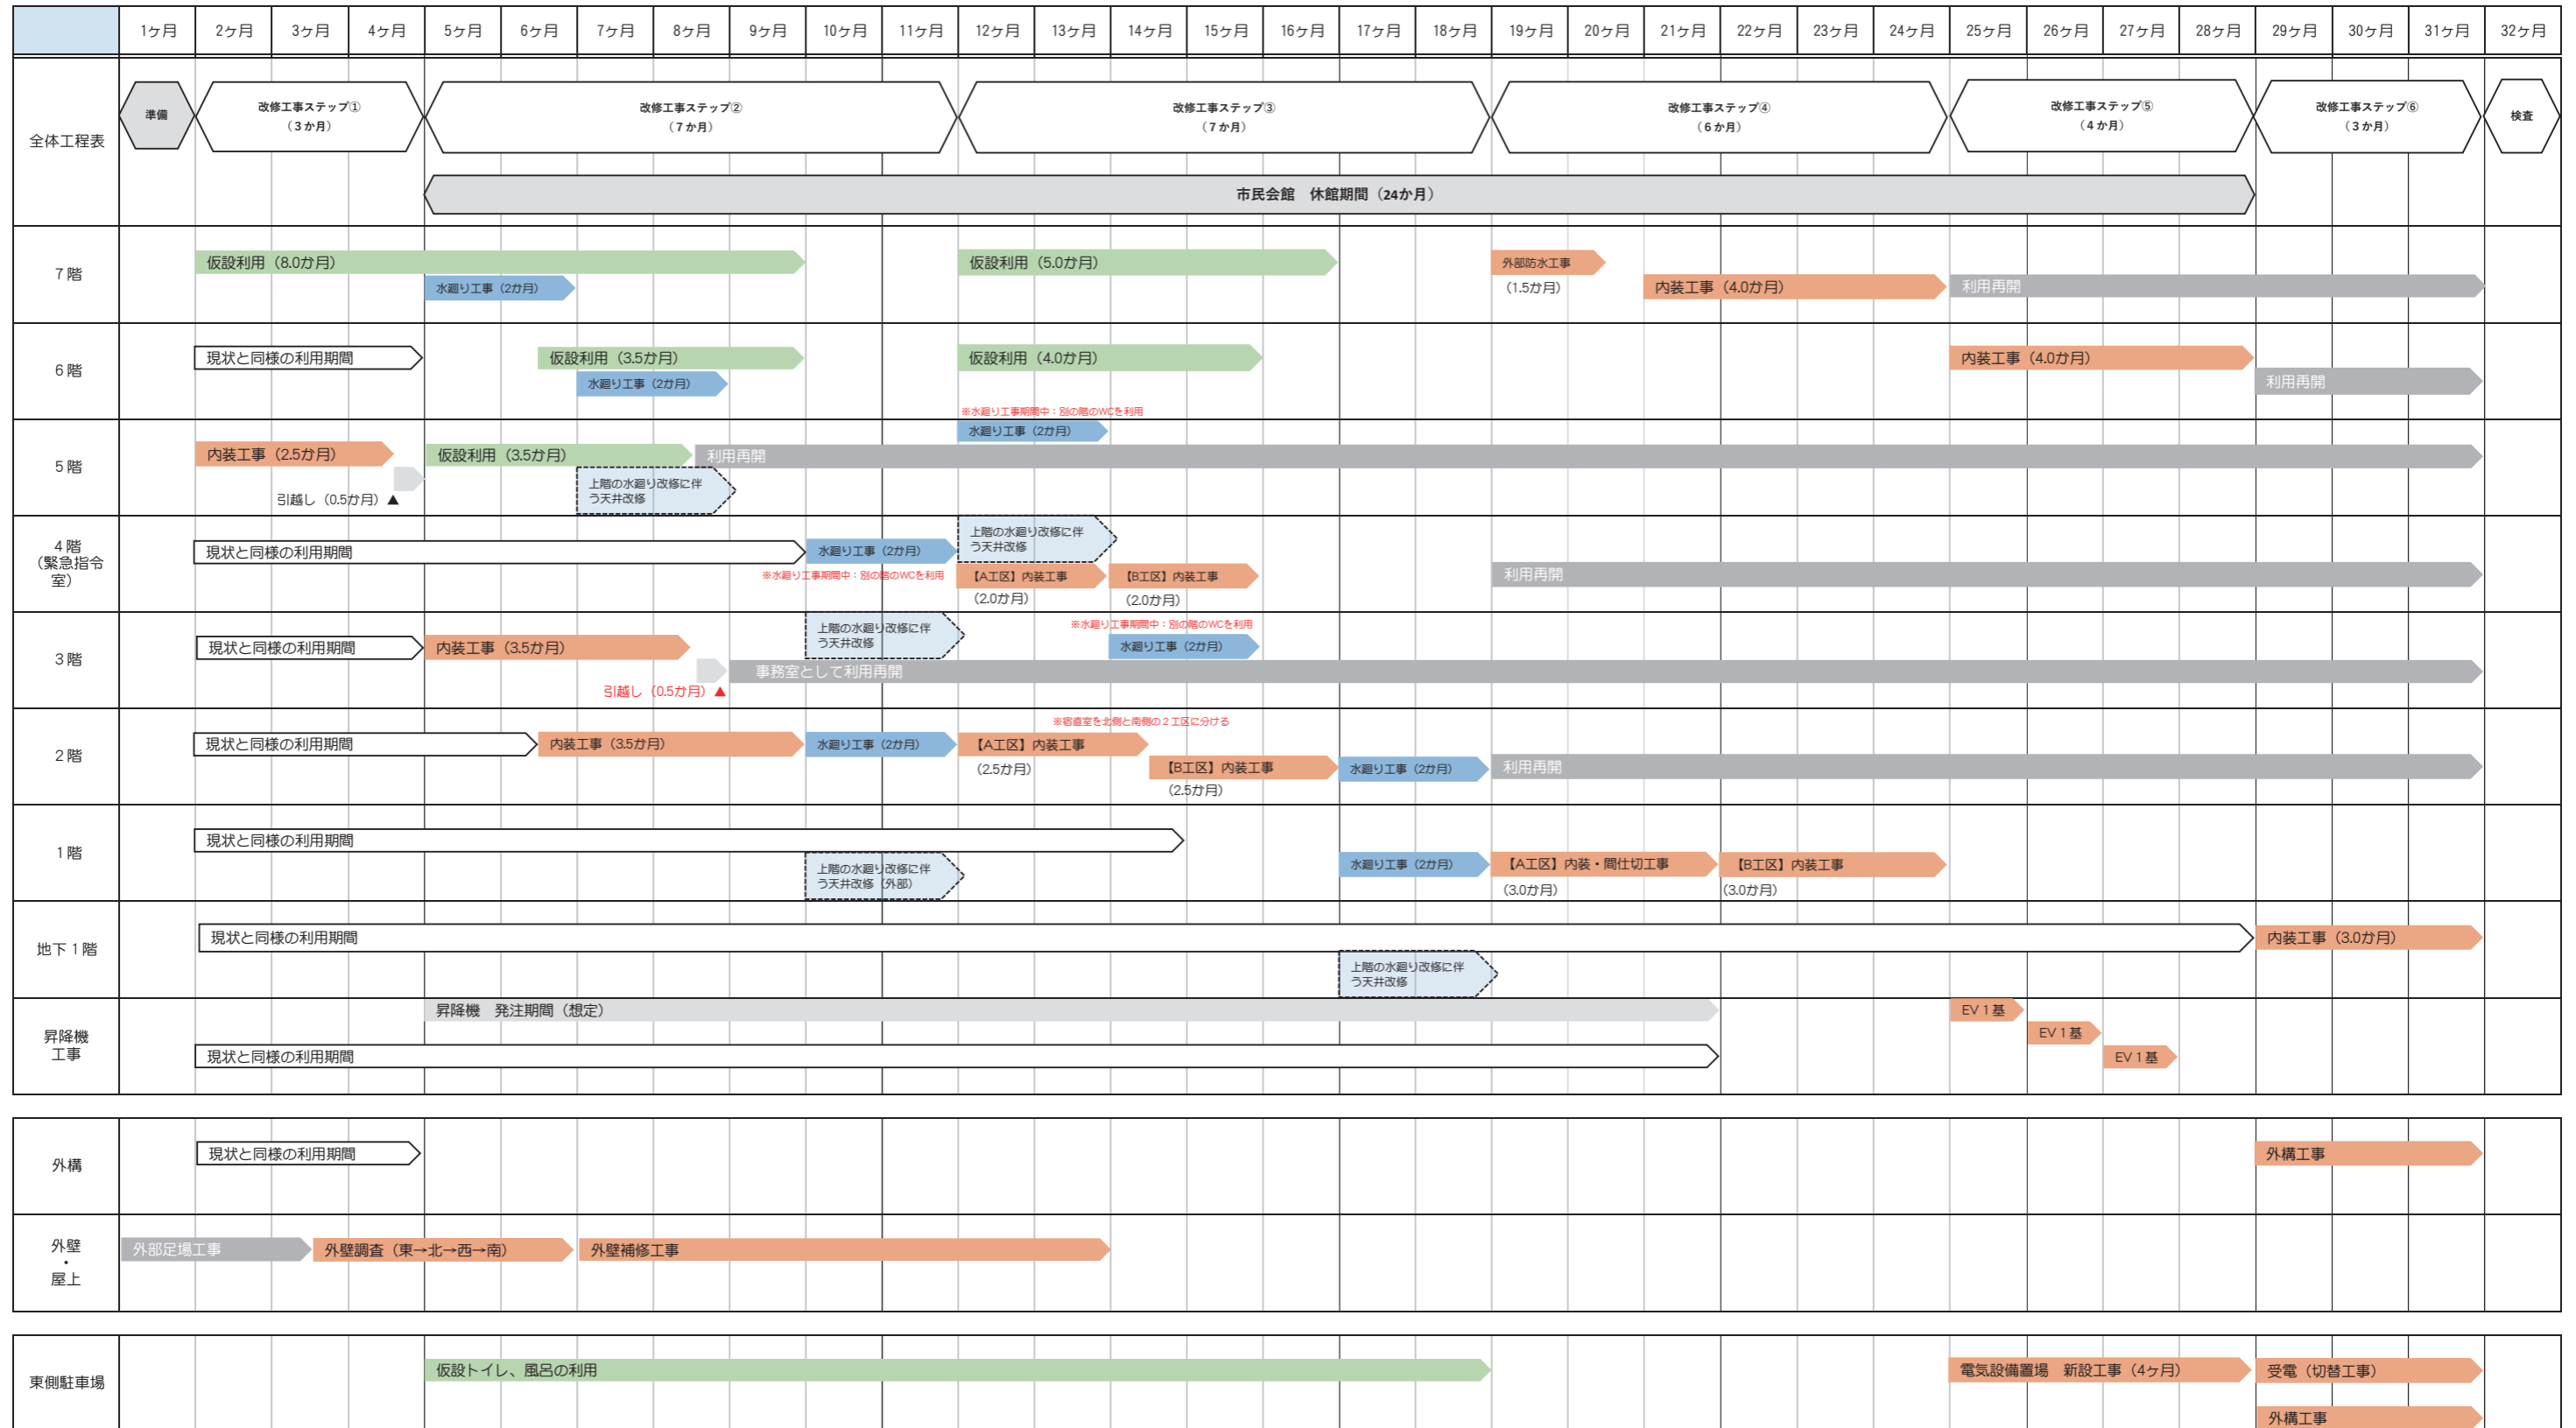 1ヶ月 2ヶ月 3ヶ月 4ヶ月 5ヶ月 6ヶ月 7ヶ月 8ヶ月 9ヶ月 10ヶ月 11ヶ月 12ヶ月 13ヶ月 14ヶ月 15ヶ月 16ヶ月 17ヶ月 18ヶ月 19ヶ月 20ヶ月 21ヶ月 22ヶ月 23ヶ月 24ヶ月 25ヶ月 26ヶ月 27ヶ月 28ヶ月 29ヶ月 30ヶ月 31ヶ月 32ヶ月
全体工程表
準備
改修工事ステップ①
（３か月）
改修工事ステップ②
（７か月）
改修工事ステップ③
（７か月）
改修工事ステップ④
（６か月）
改修工事ステップ⑤
（４か月）
改修工事ステップ⑥
（３か月）
検査
市民会館　休館期間（24か月）
７階
仮設利用（8.0か月）
水廻り工事（2か月）
仮設利用（5.0か月）
外部防水工事
（1.5か月）
内装工事（4.0か月）
利用再開
６階
現状と同様の利用期間
仮設利用（3.5か月）
水廻り工事（2か月）
仮設利用（4.0か月）
内装工事（4.0か月）
利用再開
※水廻り工事期間中：別の階のWCを利用
５階
内装工事（2.5か月）
引越し（0.5か月）▲
仮設利用（3.5か月）
上階の水廻り改修に伴
う天井改修
利用再開
水廻り工事（2か月）
４階
（緊急指令
室）
現状と同様の利用期間
水廻り工事（2か月）
※水廻り工事期間中：別の階のWCを利用
上階の水廻り改修に伴
う天井改修
【A工区】内装工事
（2.0か月）
【B工区】内装工事
（2.0か月）
利用再開
３階
現状と同様の利用期間
内装工事（3.5か月）
引越し（0.5か月）▲
上階の水廻り改修に伴
う天井改修
事務室として利用再開
※水廻り工事期間中：別の階のWCを利用
水廻り工事（2か月）
２階
現状と同様の利用期間
内装工事（3.5か月）
水廻り工事（2か月）
※宿直室を北側と南側の２工区に分ける
【A工区】内装工事
（2.5か月）
【B工区】内装工事
（2.5か月）
水廻り工事（2か月）
利用再開
１階
現状と同様の利用期間
上階の水廻り改修に伴
う天井改修（外部）
水廻り工事（2か月）
【A工区】内装・間仕切工事
（3.0か月）
【B工区】内装工事
（3.0か月）
地下１階
現状と同様の利用期間
上階の水廻り改修に伴
う天井改修
内装工事（3.0か月）
昇降機
工事
昇降機　発注期間（想定）
現状と同様の利用期間
EV１基
EV１基
EV１基
外構
現状と同様の利用期間
外構工事
外壁
・
屋上
外部足場工事
外壁調査（東→北→西→南）
外壁補修工事
東側駐車場
仮設トイレ、風呂の利用
電気設備置場　新設工事（4ヶ月）
受電（切替工事）
外構工事